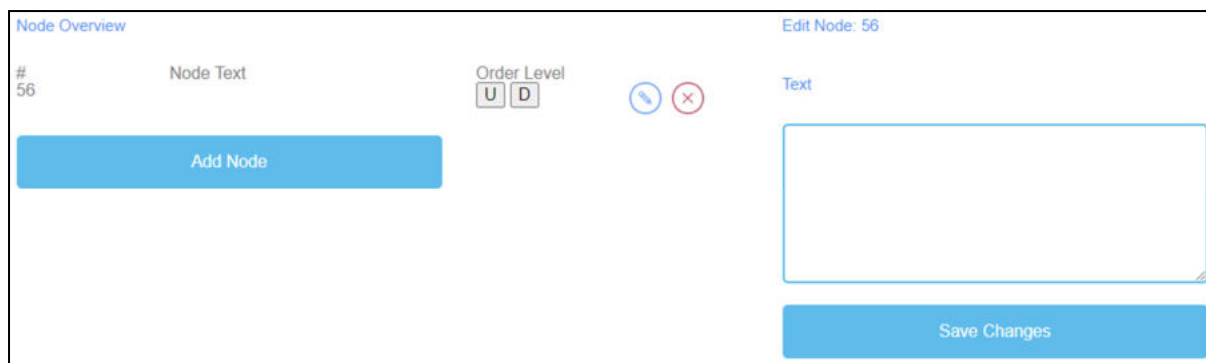 Node Overview
# Node Text Order Level
56 U D
Add Node
Edit Node: 56
Text
Save Changes